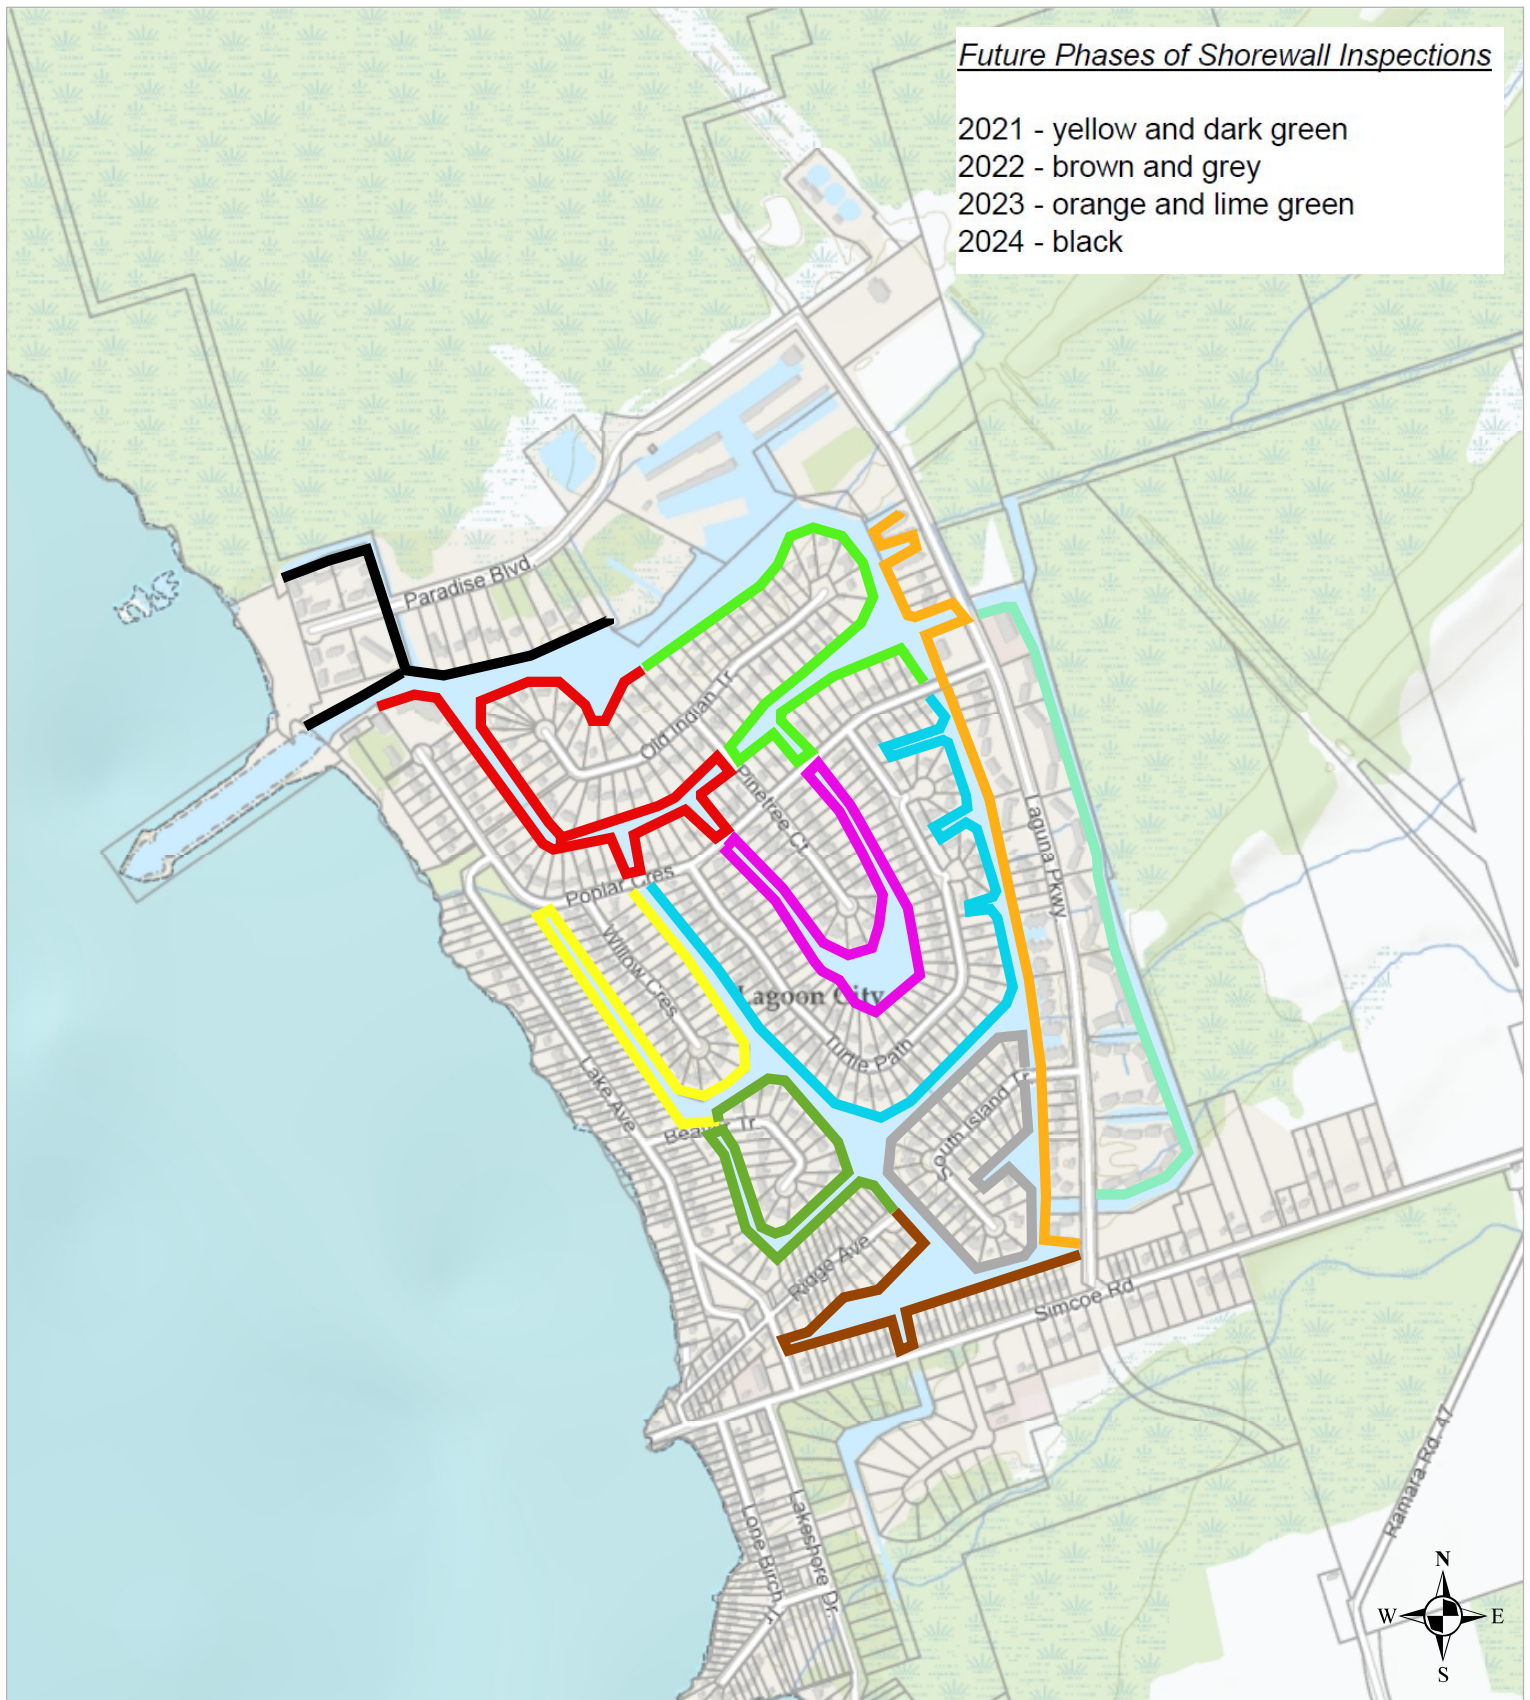 Future Phases of Shorewall Inspections
2021 - yellow and dark green
2022 - brown and grey
2023 - orange and lime green
2024 - black
Paradise Blvd.
Old Indian Tr
Pinetree Ct.
Laguna Pkwy
Poplar Cres
Willow Cres
Lagoon City
Turtle Path
Lake Ave
South Island Tr.
Beaver Tr.
Ridge Ave
Simcoe Rd
Ramara Rd. 47
Lone Birch Tr.
Lakeshore Dr.
N
W E
S